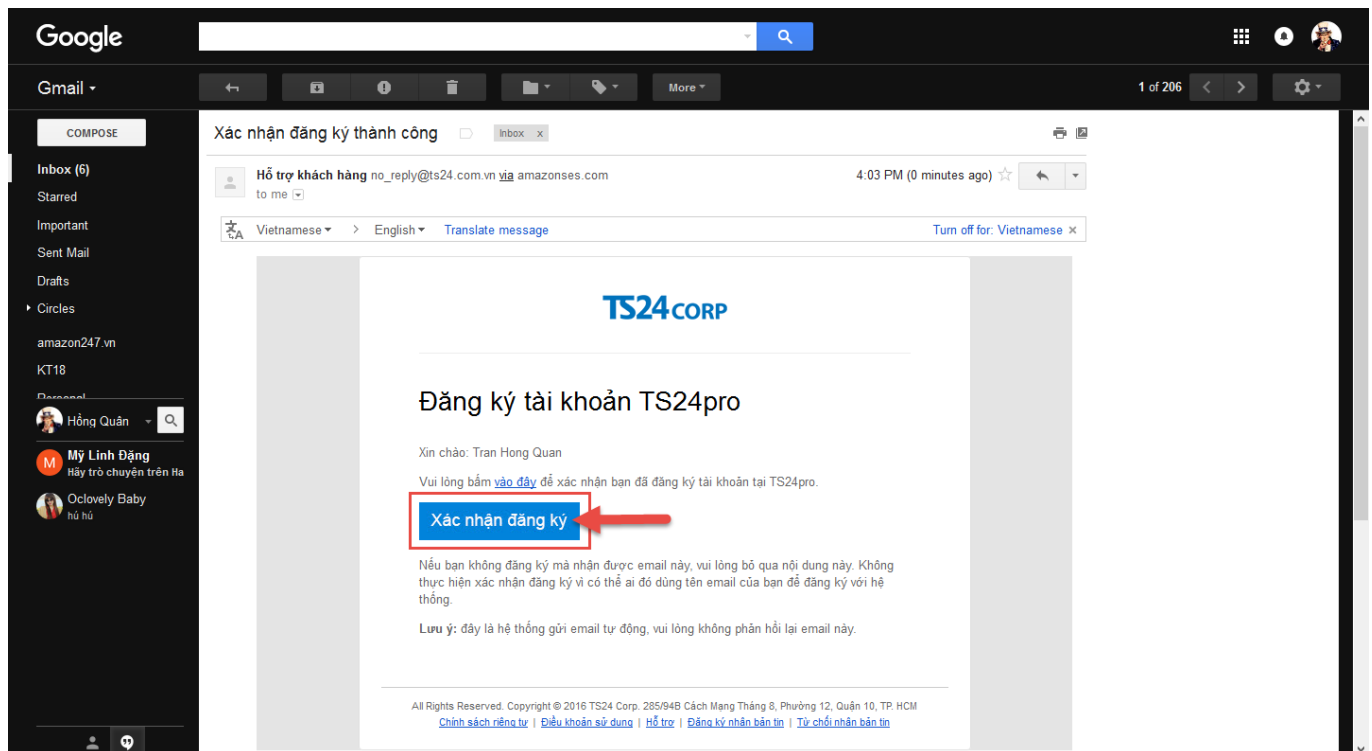 Google
Gmail
More
1 of 206
COMPOSE
Xác nhận đăng ký thành công
Inbox x
Inbox (6)
Starred
Important
Sent Mail
Drafts
Circles
amazon247.vn
KT18
Personal
Hỗ trợ khách hàng no_reply@ts24.com.vn via amazonses.com
4:03 PM (0 minutes ago)
to me
Vietnamese > English Translate message
Turn off for: Vietnamese x
Hồng Quân
M Mỹ Linh Đặng
Hãy trò chuyện trên Ha
Oclovely Baby
hú hú
TS24 CORP
Đăng ký tài khoản TS24pro
Xin chào: Tran Hong Quan
Vui lòng bấm vào đây để xác nhận bạn đã đăng ký tài khoản tại TS24pro.
Xác nhận đăng ký
Nếu bạn không đăng ký mà nhận được email này, vui lòng bỏ qua nội dung này. Không
thực hiện xác nhận đăng ký vì có thể ai đó dùng tên email của bạn để đăng ký với hệ
thống.
Lưu ý: đây là hệ thống gửi email tự động, vui lòng không phản hồi lại email này.
All Rights Reserved. Copyright © 2016 TS24 Corp. 285/94B Cách Mạng Tháng 8, Phường 12, Quận 10, TP. HCM
Chính sách riêng tư | Điều khoản sử dụng | Hỗ trợ | Đăng ký nhận bản tin | Từ chối nhận bản tin